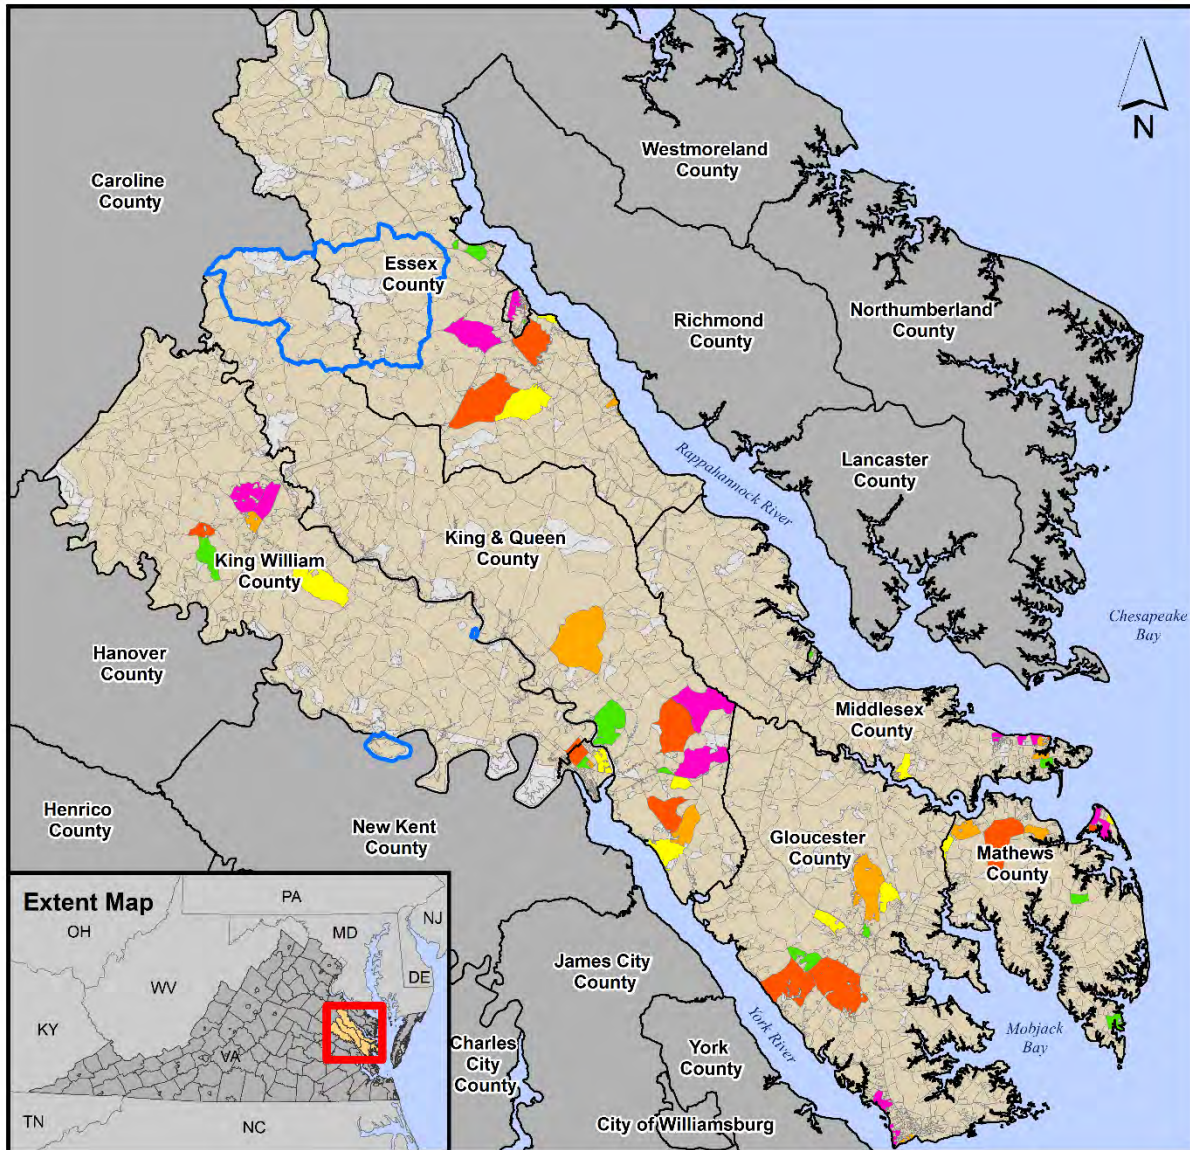 N
Westmoreland
County
Caroline
County
Essex
County
Richmond
County
Northumberland
County
Rappahannock River
Lancaster
County
King & Queen
County
King William
County
Chesapeake
Bay
Hanover
County
Middlesex
County
Henrico
County
New Kent
County
Gloucester
County
Mathews
County
James City
County
York River
Mobjack
Bay
Charles
City
County
York
County
City of Williamsburg
Extent Map
PA
NJ
OH
MD
DE
WV
KY
VA
TN
NC